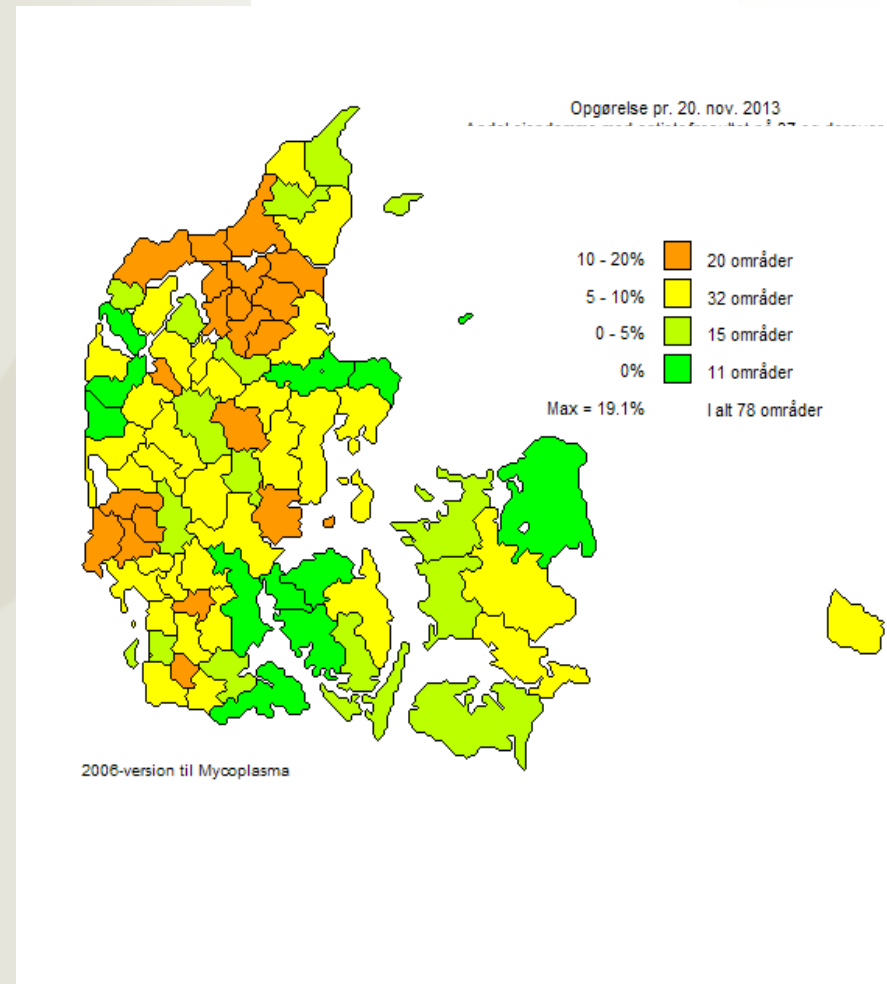 Opgørelse pr. 20. nov. 2013
10 - 20% 20 områder
5 - 10% 32 områder
0 - 5% 15 områder
0% 11 områder
Max = 19.1% I alt 78 områder
2006-version til Mycoplasma